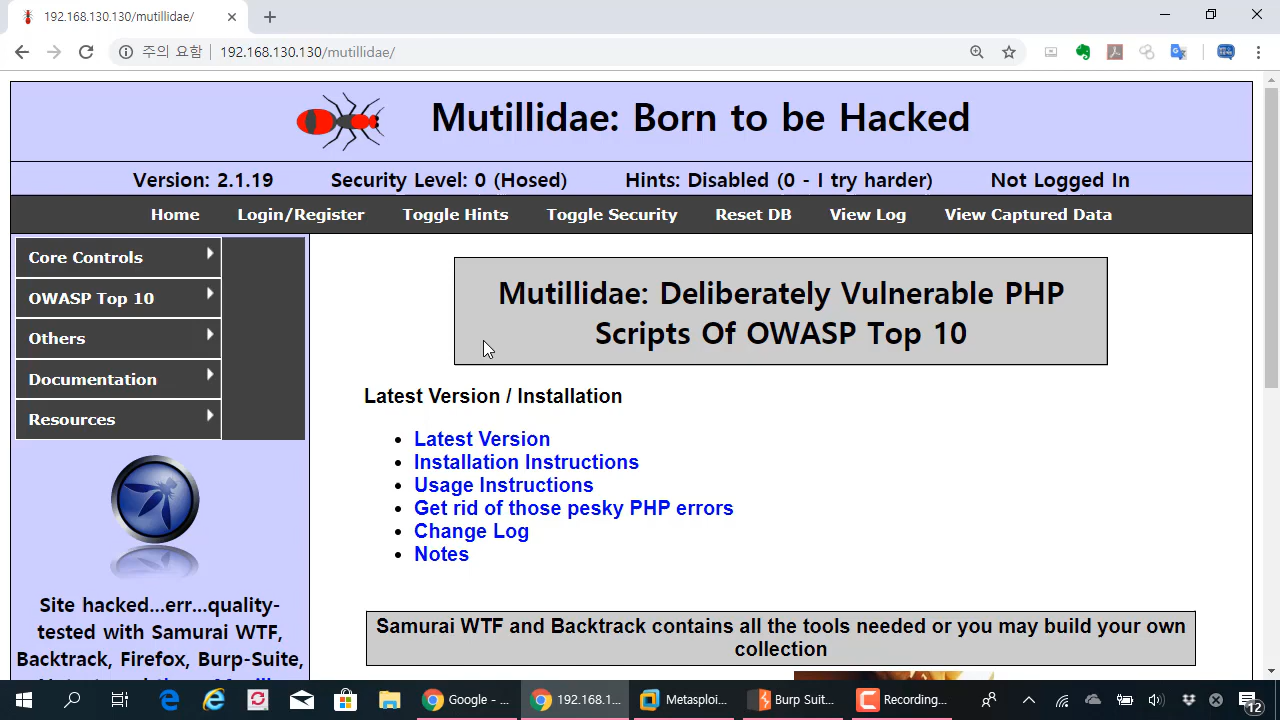 192.168.130.130/mutillidae/
주의 요함
192.168.130.130/mutillidae/
Mutillidae: Born to be Hacked
Version: 2.1.19
Security Level: 0 (Hosed)
Hints: Disabled (0 - I try harder)
Not Logged In
Home
Login/Register
Toggle Hints
Toggle Security
Reset DB
View Log
View Captured Data
Core Controls
OWASP Top 10
Others
Documentation
Resources
Site hacked...err...quality-
tested with Samurai WTF,
Backtrack, Firefox, Burp-Suite,
Mutillidae: Deliberately Vulnerable PHP
Scripts Of OWASP Top 10
Latest Version / Installation
Latest Version
Installation Instructions
Usage Instructions
Get rid of those pesky PHP errors
Change Log
Notes
Samurai WTF and Backtrack contains all the tools needed or you may build your own
collection
Google - ...
192.168.1...
Metasploi...
Burp Suit...
Recording...
12